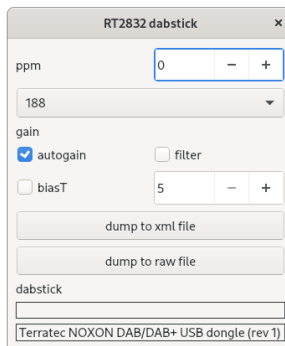 RT2832 dabstick ×
ppm 0 − +
188
gain
autogain filter
biasT 5 − +
dump to xml file
dump to raw file
dabstick
Terratec NOXON DAB/DAB+ USB dongle (rev 1)